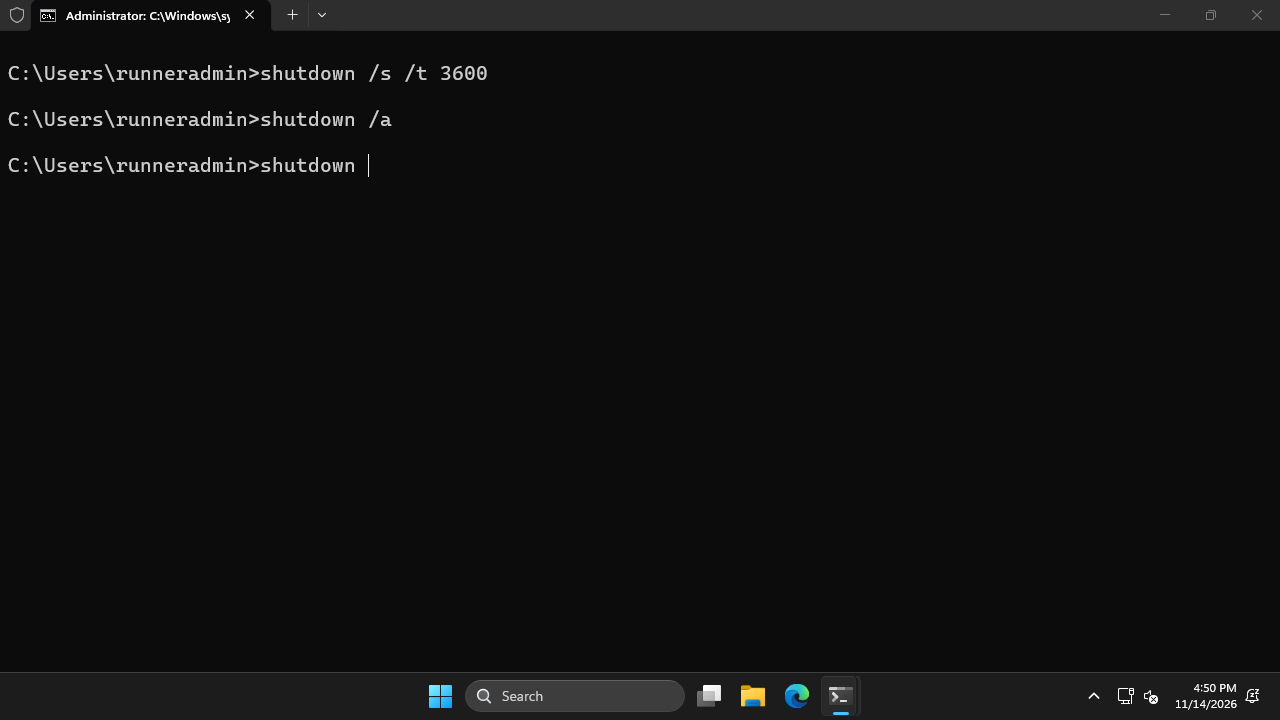 Administrator: C:\Windows\sy
C:\Users\runneradmin>shutdown /s /t 3600
C:\Users\runneradmin>shutdown /a
C:\Users\runneradmin>shutdown
Search
4:50 PM
11/14/2026